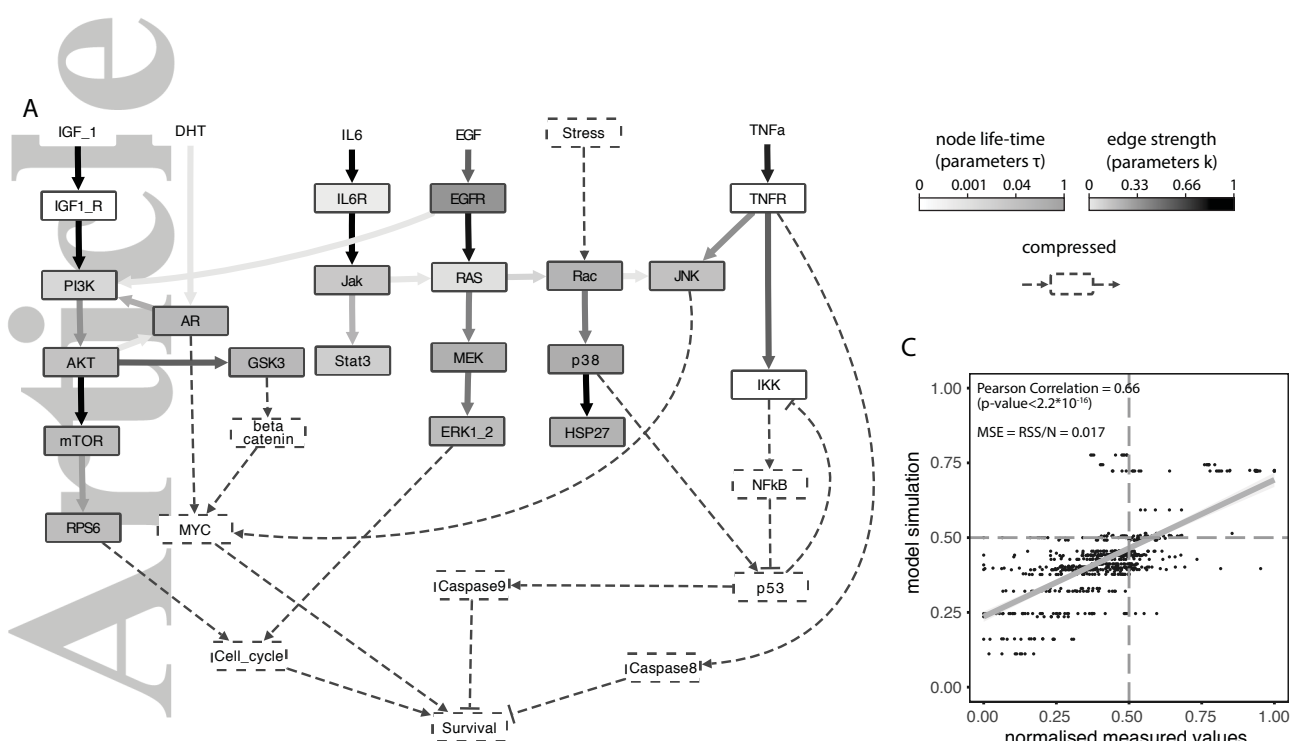 Article
A
IGF_1
DHT
IL6
EGF
Stress
TNFa
IGF1_R
IL6R
EGFR
TNFR
PI3K
Jak
RAS
Rac
JNK
AR
AKT
GSK3
Stat3
MEK
p38
IKK
mTOR
beta
catenin
ERK1_2
HSP27
NFkB
RPS6
MYC
Caspase9
p53
Cell_cycle
Caspase8
Survival
node life-time
(parameters τ)
0 0.001 0.04 1
edge strength
(parameters k)
0 0.33 0.66 1
compressed
C
Pearson Correlation = 0.66
(p-value<2.2*10-16)
MSE = RSS/N = 0.017
model simulation
1.00
0.75
0.50
0.25
0.00
0.00 0.25 0.50 0.75 1.00
normalised measured values